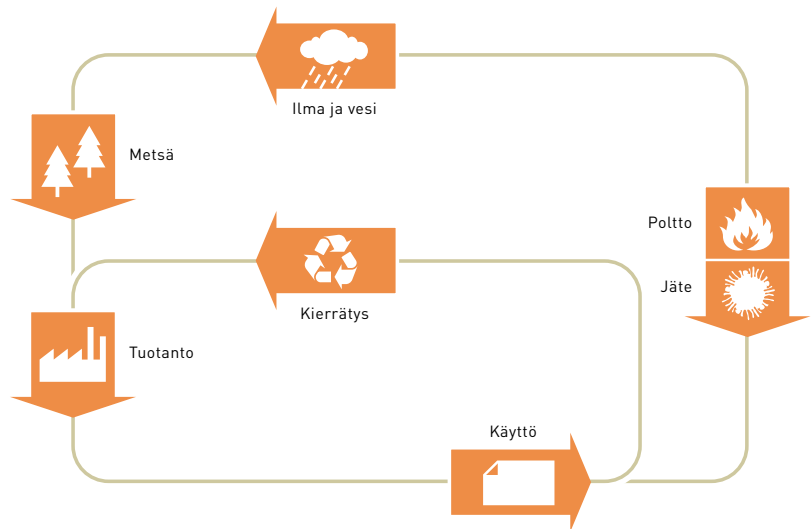 Ilma ja vesi
Metsä
Poltto
Jäte
Kierrätys
Tuotanto
Käyttö